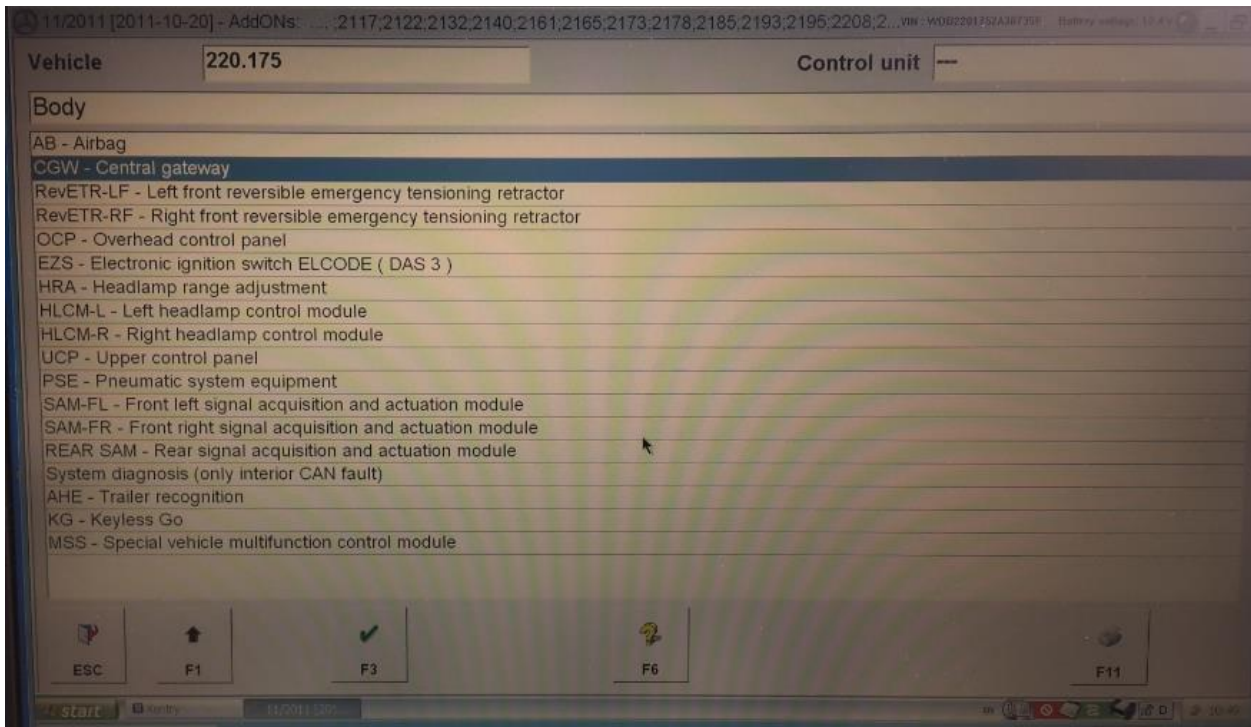 11/2011 [2011-10-20] - AddONs: ... ;2117;2122;2132;2140;2161;2165;2173;2178;2185;2193;2195;2208;2...
Vehicle 220.175 Control unit ---
Body
AB - Airbag
CGW - Central gateway
RevETR-LF - Left front reversible emergency tensioning retractor
RevETR-RF - Right front reversible emergency tensioning retractor
OCP - Overhead control panel
EZS - Electronic ignition switch ELCODE ( DAS 3 )
HRA - Headlamp range adjustment
HLCM-L - Left headlamp control module
HLCM-R - Right headlamp control module
UCP - Upper control panel
PSE - Pneumatic system equipment
SAM-FL - Front left signal acquisition and actuation module
SAM-FR - Front right signal acquisition and actuation module
REAR SAM - Rear signal acquisition and actuation module
System diagnosis (only interior CAN fault)
AHE - Trailer recognition
KG - Keyless Go
MSS - Special vehicle multifunction control module
ESC F1 F3 F6 F11
start Xentry